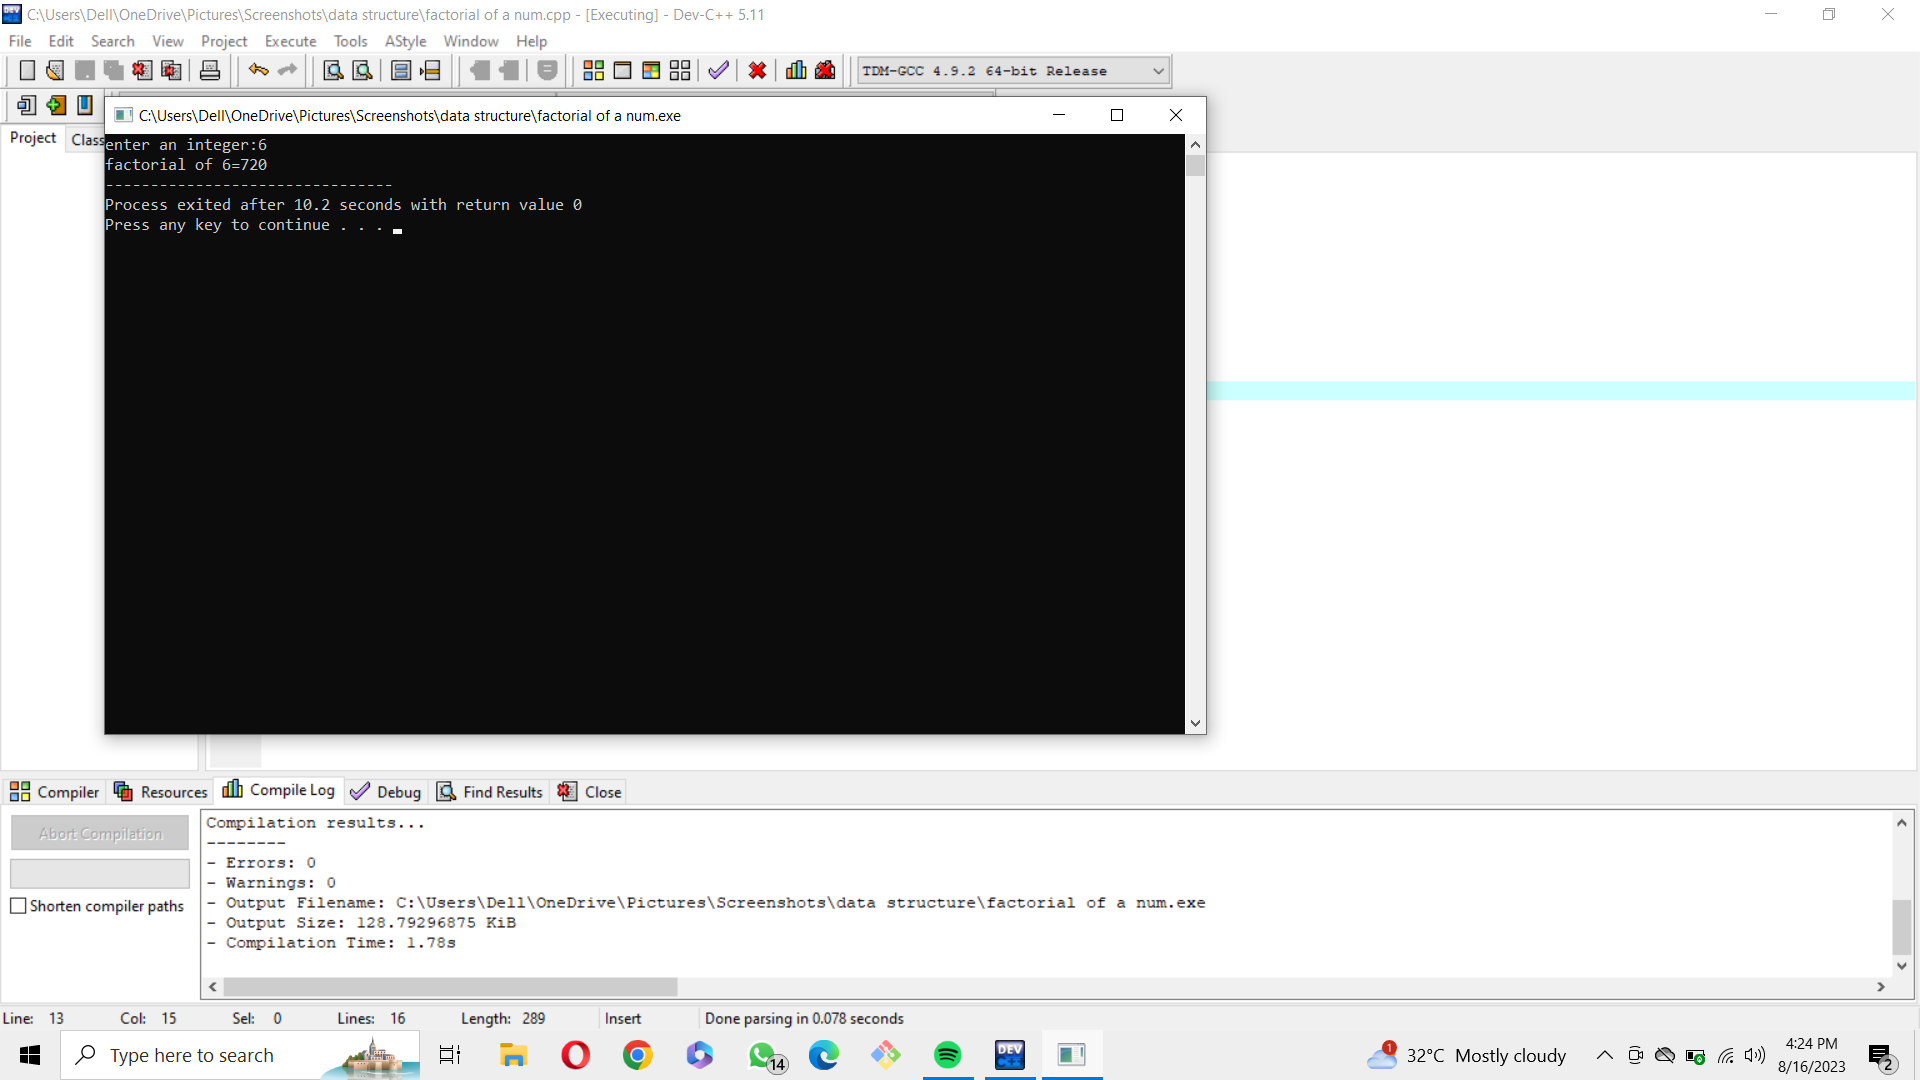 C:\Users\Dell\OneDrive\Pictures\Screenshots\data structure\factorial of a num.cpp - [Executing] - Dev-C++ 5.11
File Edit Search View Project Execute Tools AStyle Window Help
TDM-GCC 4.9.2 64-bit Release
C:\Users\Dell\OneDrive\Pictures\Screenshots\data structure\factorial of a num.exe
Project Class
enter an integer:6
factorial of 6=720
--------------------------------
Process exited after 10.2 seconds with return value 0
Press any key to continue . . .
Compiler Resources Compile Log Debug Find Results Close
Abort Compilation
Shorten compiler paths
Compilation results...
--------
- Errors: 0
- Warnings: 0
- Output Filename: C:\Users\Dell\OneDrive\Pictures\Screenshots\data structure\factorial of a num.exe
- Output Size: 128.79296875 KiB
- Compilation Time: 1.78s
Line: 13 Col: 15 Sel: 0 Lines: 16 Length: 289 Insert Done parsing in 0.078 seconds
Type here to search
DEV C++
14
1
32°C Mostly cloudy
4:24 PM
8/16/2023
2